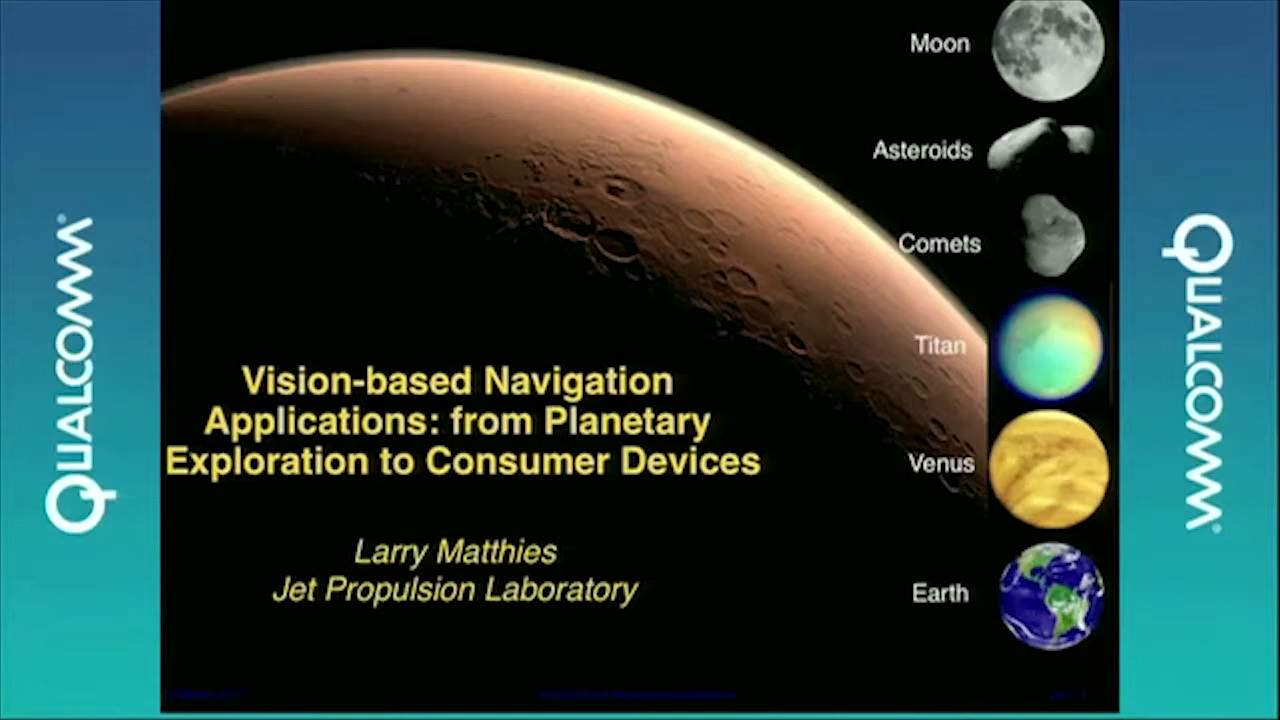 QUALCOMM
Moon
Asteroids
Comets
Titan
Venus
Earth
Vision-based Navigation
Applications: from Planetary
Exploration to Consumer Devices
Larry Matthies
Jet Propulsion Laboratory
QUALCOMM